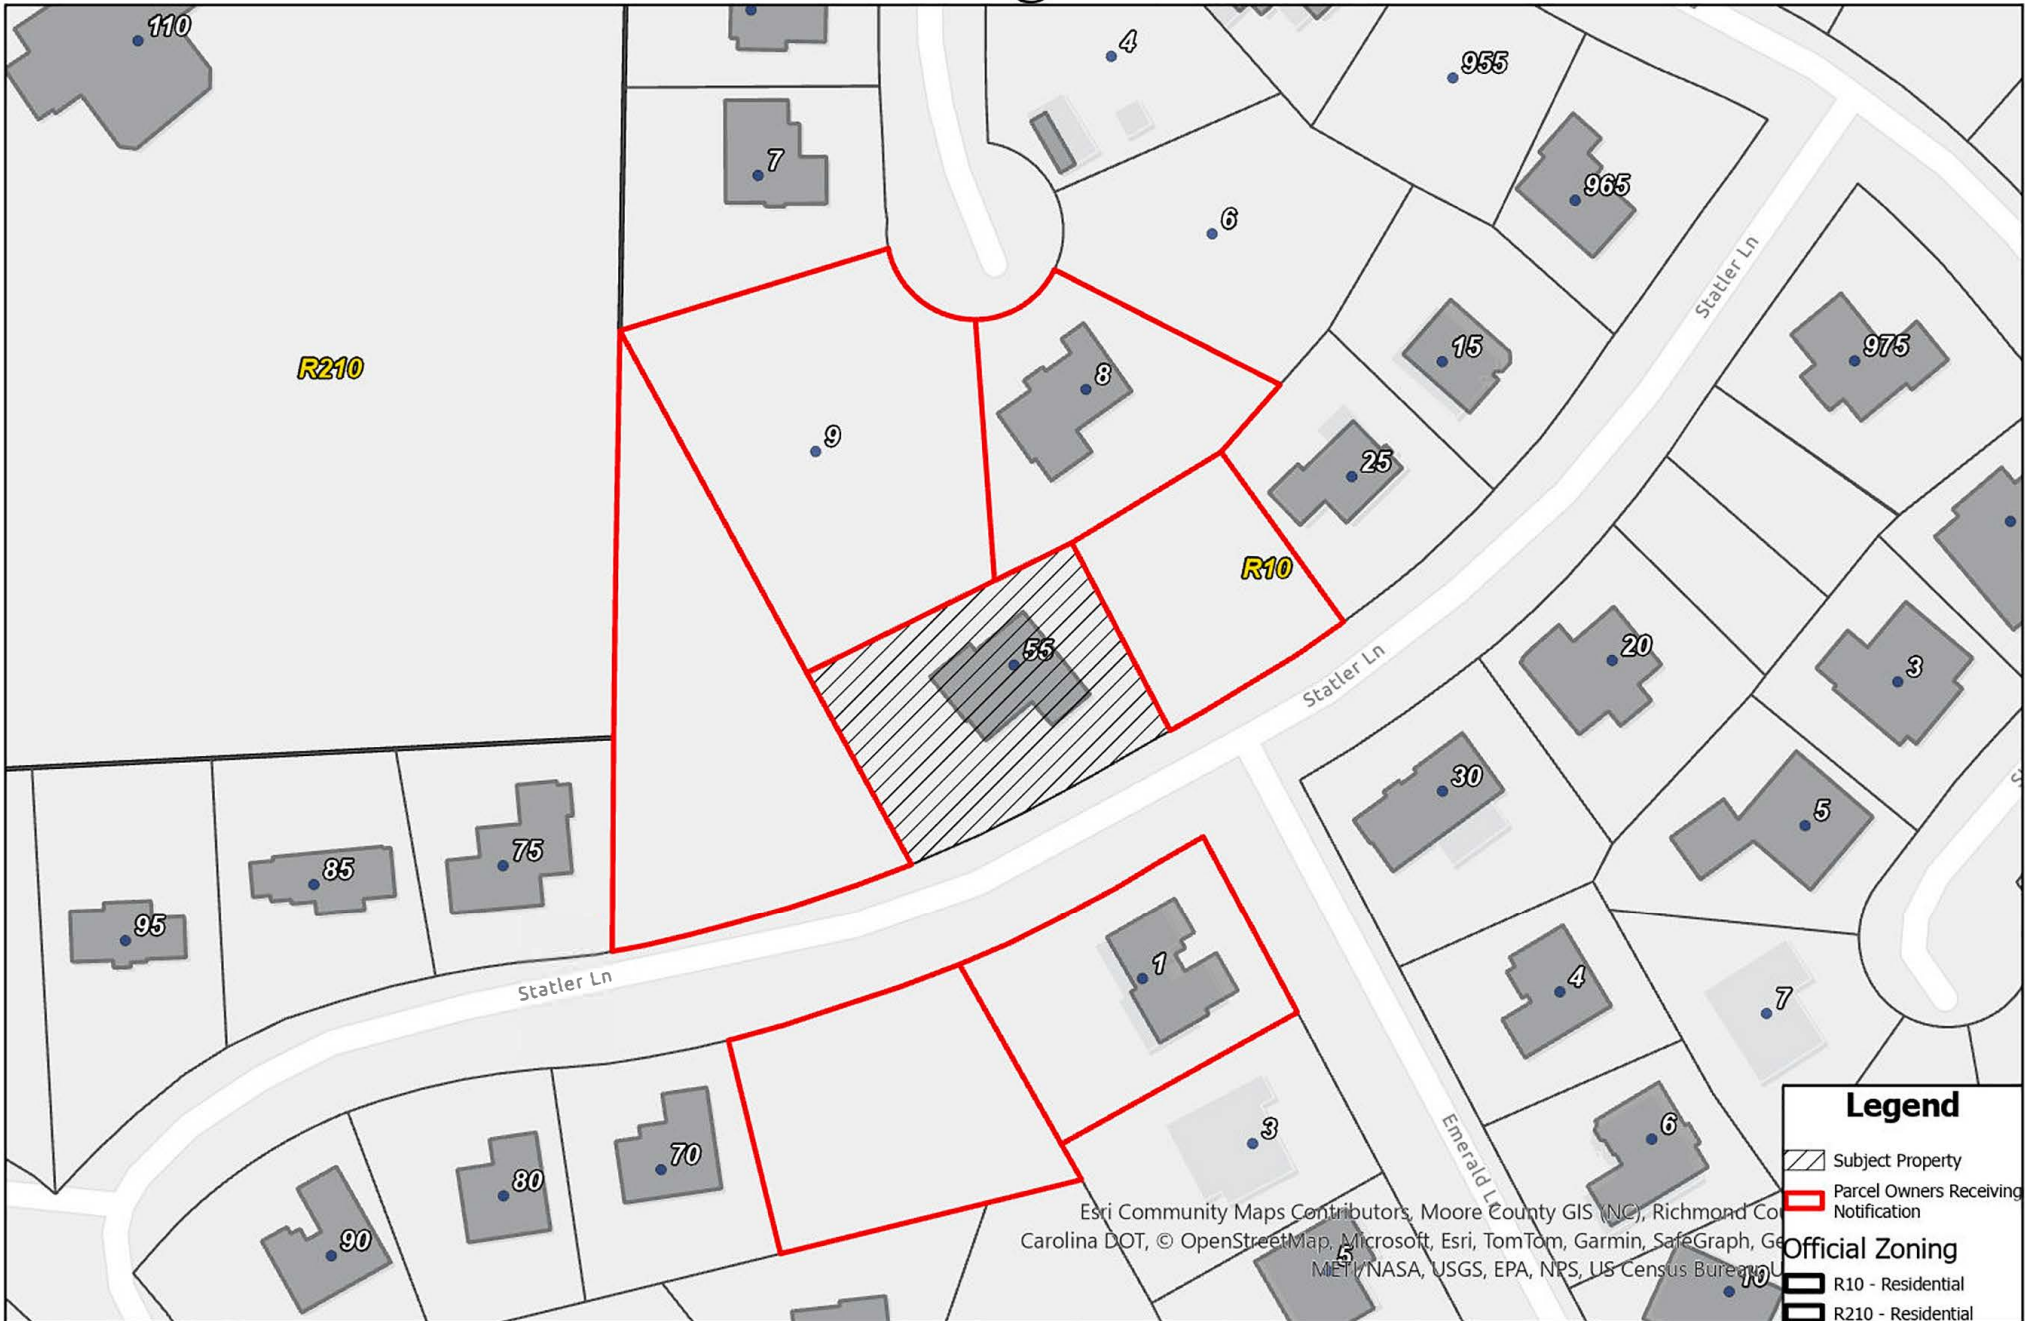 110
4
955
7
965
6
Statler Ln
R210
15
975
8
9
25
R10
55
20
3
Statler Ln
30
5
75
85
95
1
4
7
Statler Ln
3
6
70
80
90
Emerald Ln
5
10
Esri Community Maps Contributors, Moore County GIS (NC), Richmond
Carolina DOT, © OpenStreetMap, Microsoft, Esri, TomTom, Garmin, SafeGraph,
METI/NASA, USGS, EPA, NPS, US Census Bureau,
Legend
Subject Property
Parcel Owners Receiving
Notification
Official Zoning
R10 - Residential
R210 - Residential